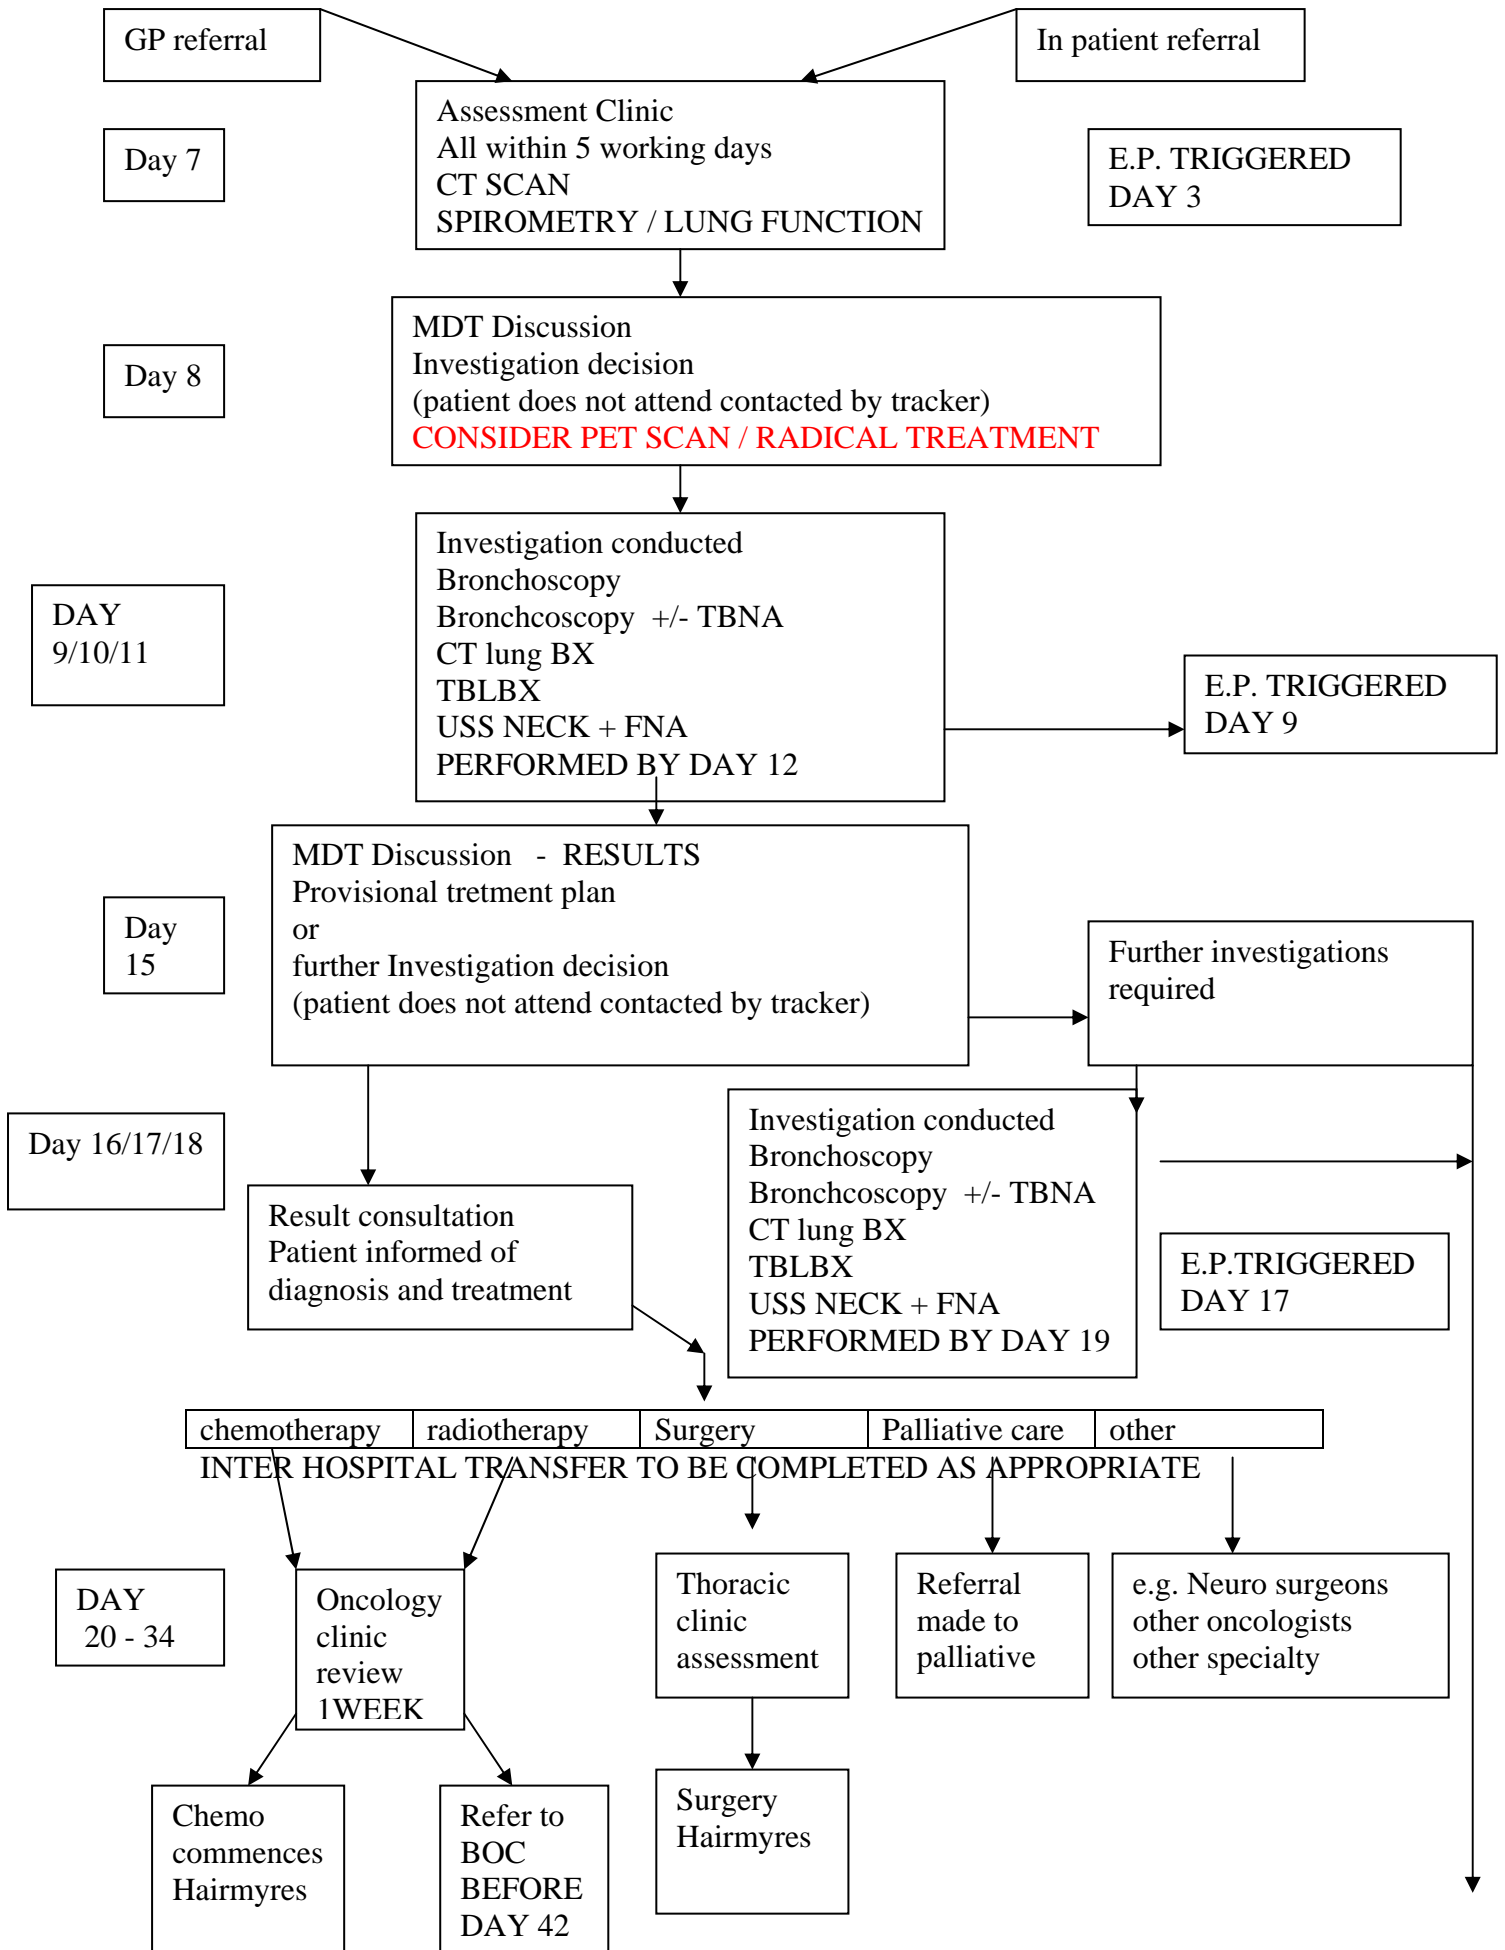 GP referral
In patient referral
Assessment Clinic
All within 5 working days
CT SCAN
SPIROMETRY / LUNG FUNCTION
Day 7
E.P. TRIGGERED
DAY 3
MDT Discussion
Investigation decision
(patient does not attend contacted by tracker)
CONSIDER PET SCAN / RADICAL TREATMENT
Day 8
Investigation conducted
Bronchoscopy
Bronchcoscopy +/- TBNA
CT lung BX
TBLBX
USS NECK + FNA
PERFORMED BY DAY 12
DAY
9/10/11
E.P. TRIGGERED
DAY 9
MDT Discussion - RESULTS
Provisional tretment plan
or
further Investigation decision
(patient does not attend contacted by tracker)
Day
15
Further investigations
required
Day 16/17/18
Investigation conducted
Bronchoscopy
Bronchcoscopy +/- TBNA
CT lung BX
TBLBX
USS NECK + FNA
PERFORMED BY DAY 19
Result consultation
Patient informed of
diagnosis and treatment
E.P.TRIGGERED
DAY 17
chemotherapy radiotherapy Surgery Palliative care other
INTER HOSPITAL TRANSFER TO BE COMPLETED AS APPROPRIATE
DAY
20 - 34
Oncology
clinic
review
1WEEK
Thoracic
clinic
assessment
Referral
made to
palliative
e.g. Neuro surgeons
other oncologists
other specialty
Chemo
commences
Hairmyres
Refer to
BOC
BEFORE
DAY 42
Surgery
Hairmyres